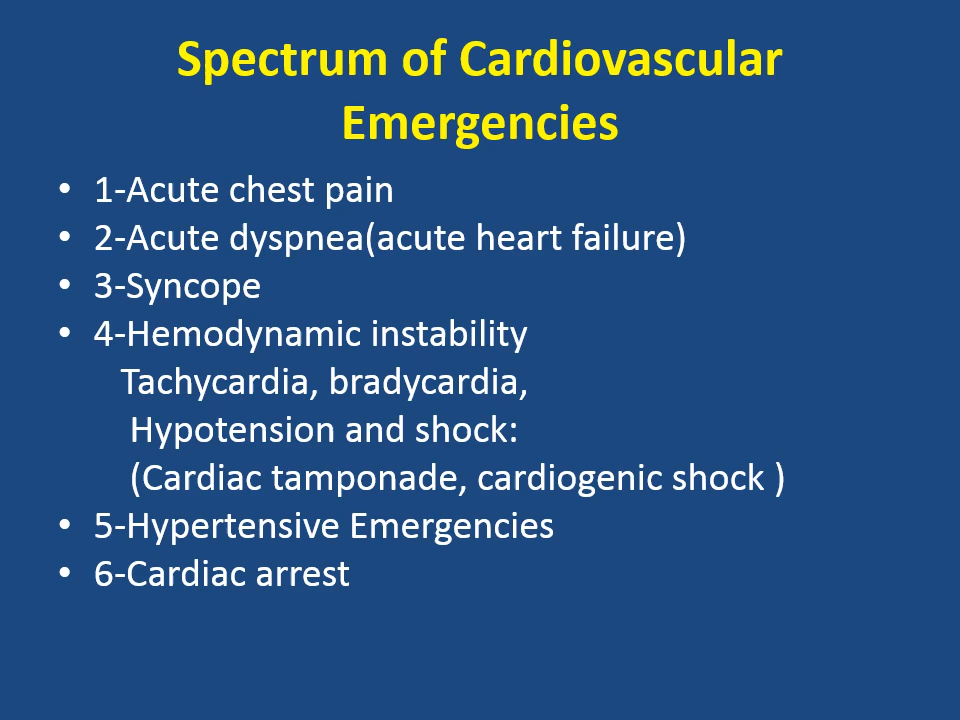 Spectrum of Cardiovascular
Emergencies
• 1-Acute chest pain
• 2-Acute dyspnea(acute heart failure)
• 3-Syncope
• 4-Hemodynamic instability
Tachycardia, bradycardia,
Hypotension and shock:
(Cardiac tamponade, cardiogenic shock )
• 5-Hypertensive Emergencies
• 6-Cardiac arrest